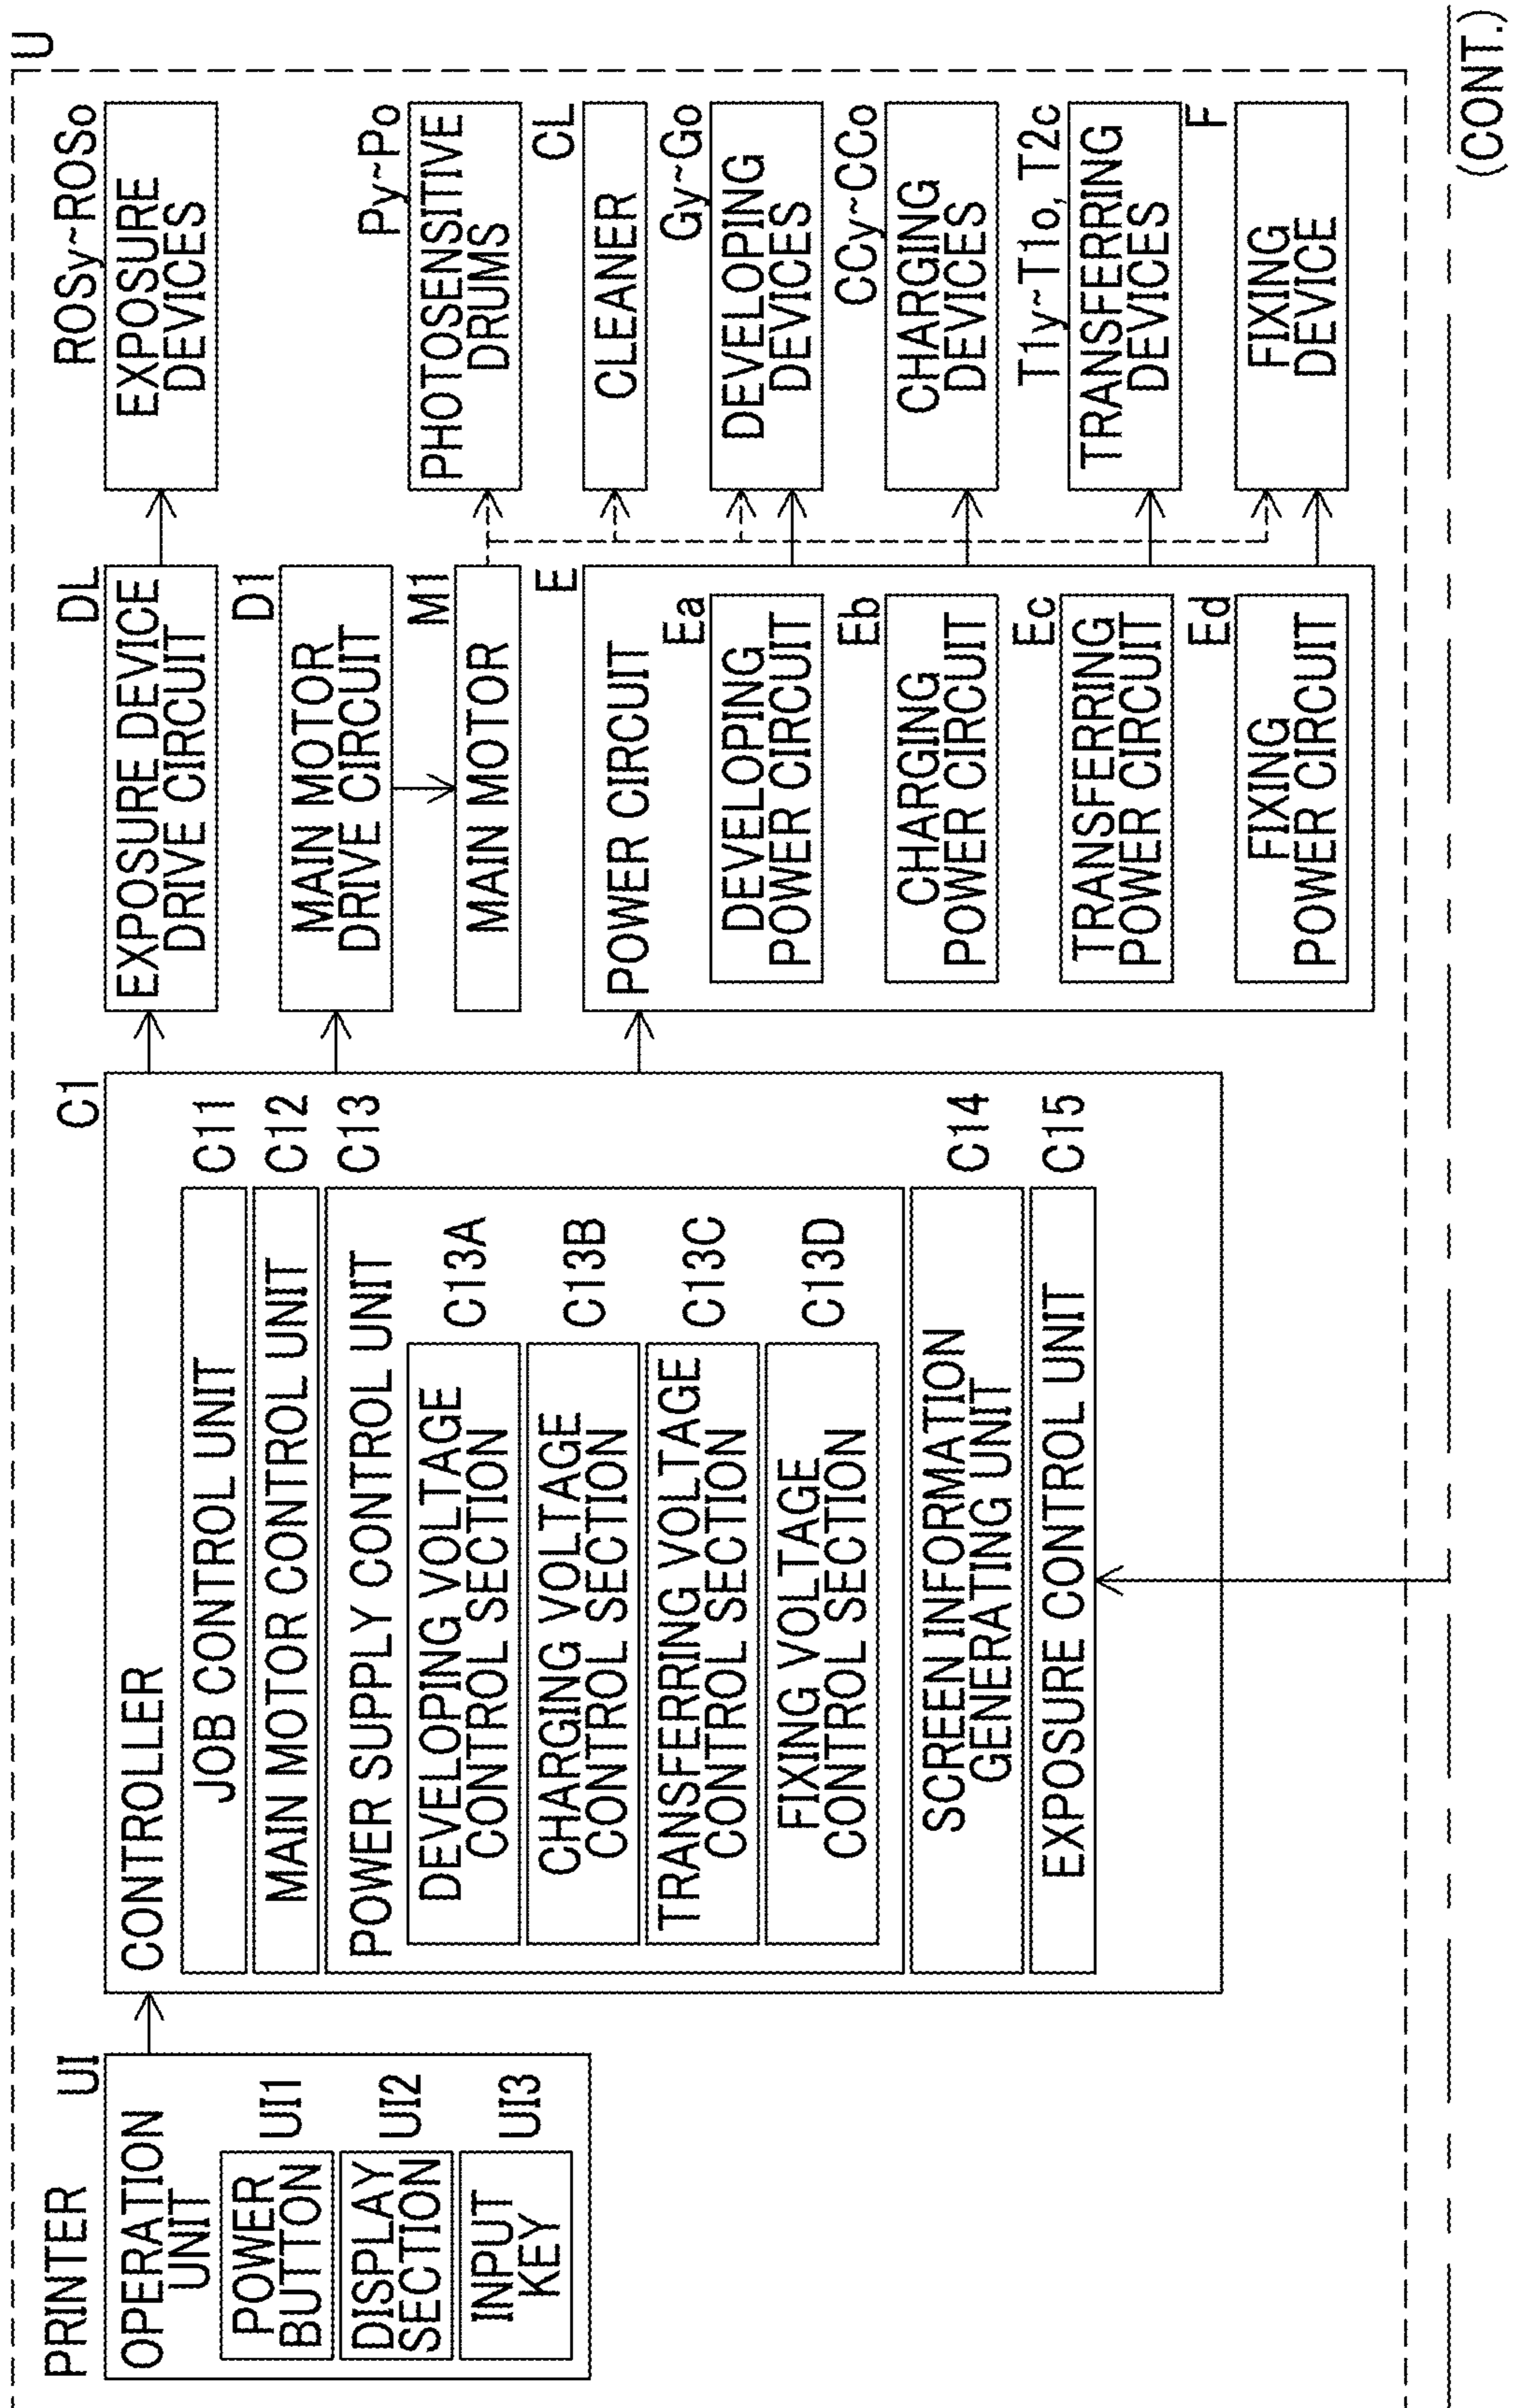 PRINTER
U
UI
OPERATION
UNIT
POWER
BUTTON
UI1
DISPLAY
SECTION
UI2
INPUT
KEY
UI3
C1
CONTROLLER
JOB CONTROL UNIT
C11
MAIN MOTOR CONTROL UNIT
C12
POWER SUPPLY CONTROL UNIT
C13
DEVELOPING VOLTAGE
CONTROL SECTION
C13A
CHARGING VOLTAGE
CONTROL SECTION
C13B
TRANSFERRING VOLTAGE
CONTROL SECTION
C13C
FIXING VOLTAGE
CONTROL SECTION
C13D
SCREEN INFORMATION
GENERATING UNIT
C14
EXPOSURE CONTROL UNIT
C15
DL
EXPOSURE DEVICE
DRIVE CIRCUIT
D1
MAIN MOTOR
DRIVE CIRCUIT
M1
MAIN MOTOR
E
POWER CIRCUIT
Ea
DEVELOPING
POWER CIRCUIT
Eb
CHARGING
POWER CIRCUIT
Ec
TRANSFERRING
POWER CIRCUIT
Ed
FIXING
POWER CIRCUIT
ROSy~ROSo
EXPOSURE
DEVICES
Py~Po
PHOTOSENSITIVE
DRUMS
CL
CLEANER
Gy~Go
DEVELOPING
DEVICES
CCy~CCo
CHARGING
DEVICES
T1y~T1o, T2c
TRANSFERRING
DEVICES
F
FIXING
DEVICE
(CONT.)